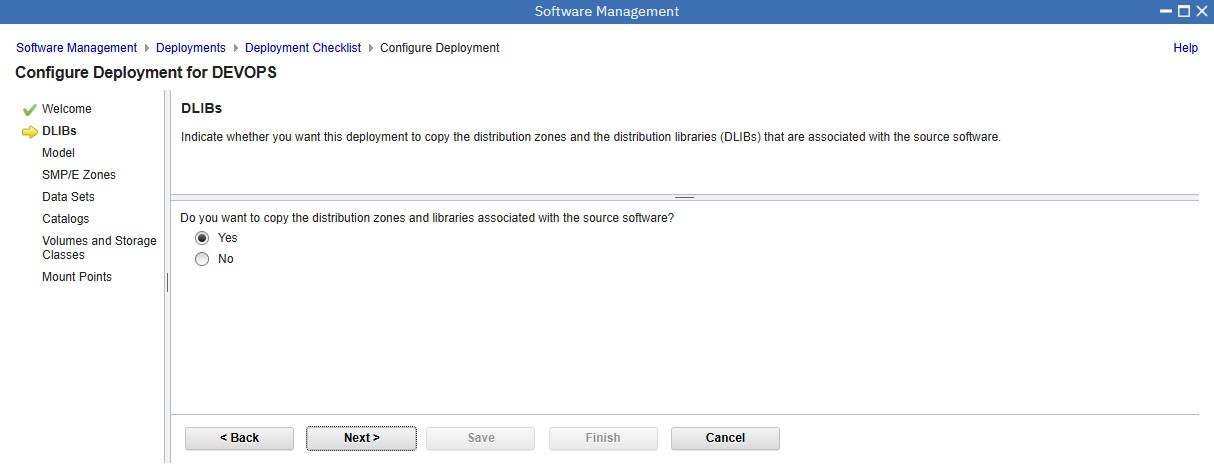 Software Management
Software Management Deployments Deployment Checklist Configure Deployment Help
Configure Deployment for DEVOPS
Welcome
DLIBs
Model
SMP/E Zones
Data Sets
Catalogs
Volumes and Storage
Classes
Mount Points
DLIBs
Indicate whether you want this deployment to copy the distribution zones and the distribution libraries (DLIBs) that are associated with the source software.
Do you want to copy the distribution zones and libraries associated with the source software?
Yes
No
< Back Next > Save Finish Cancel